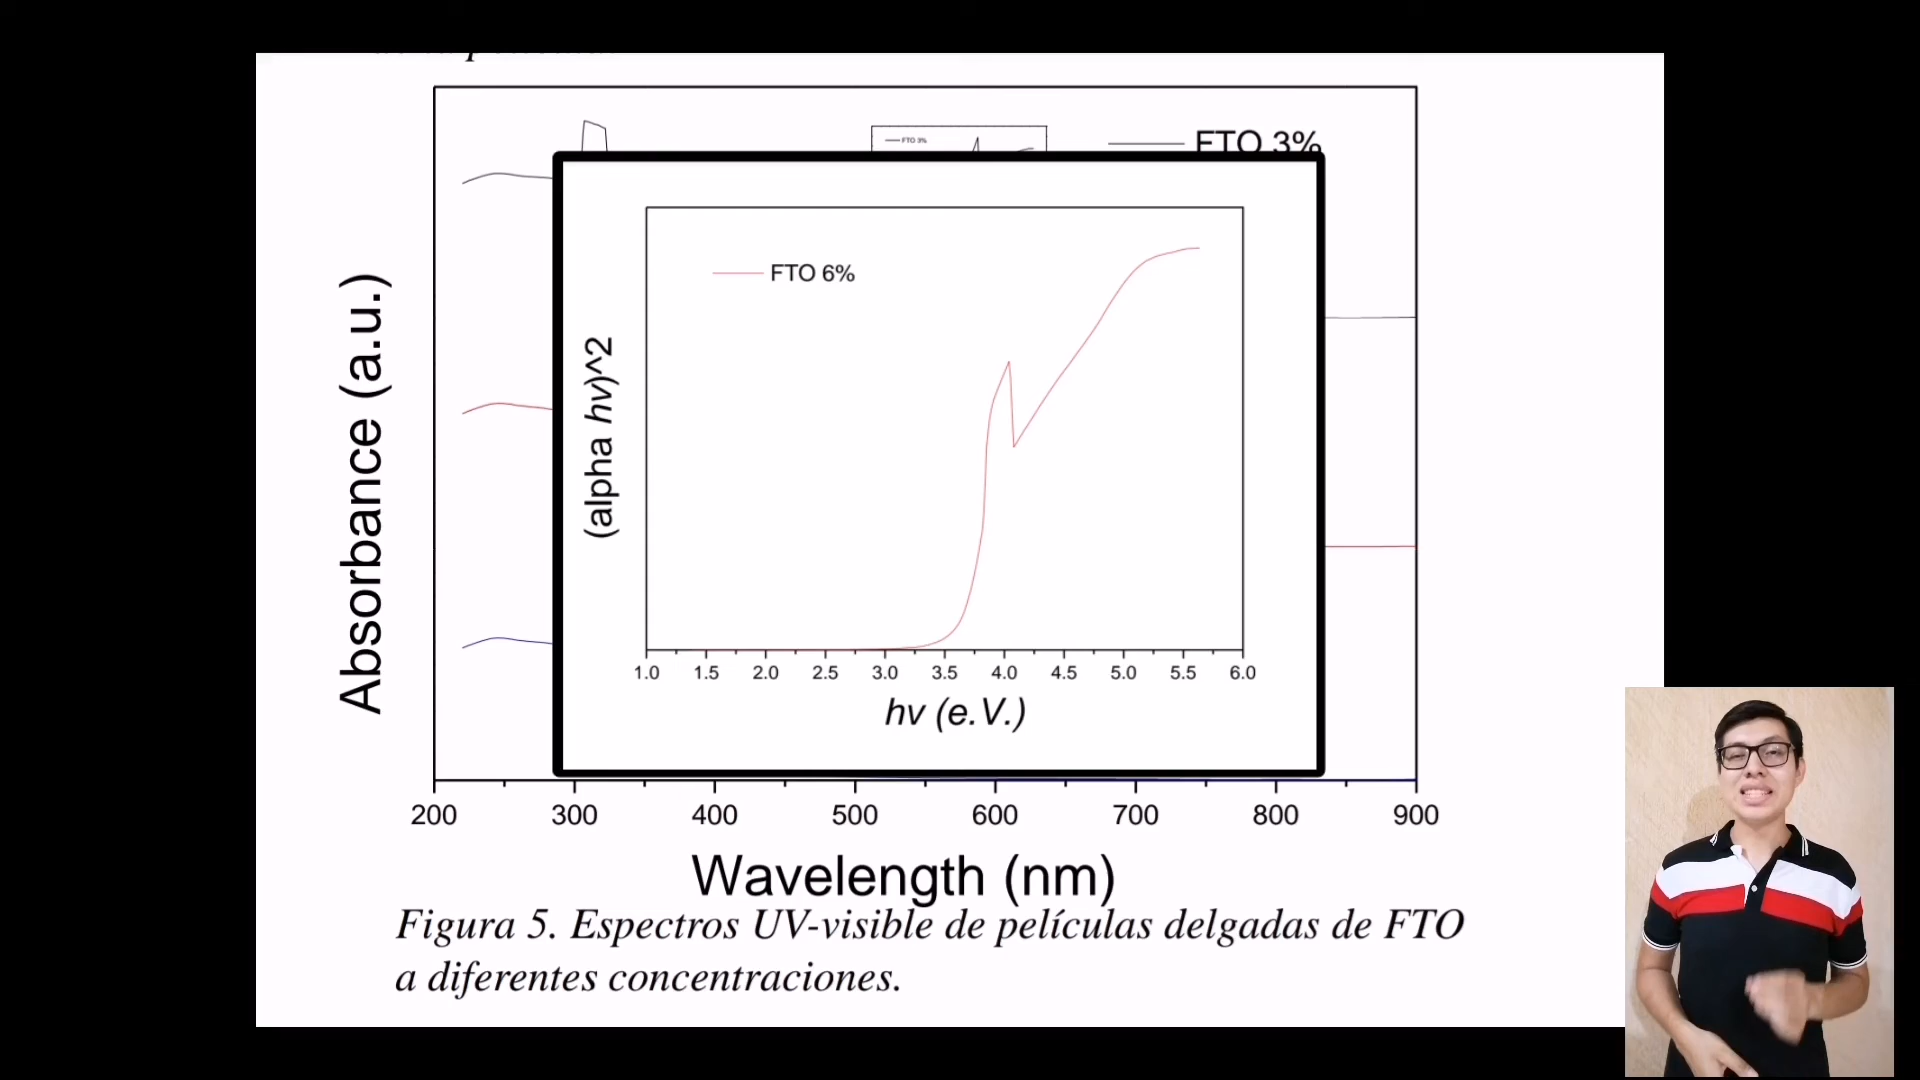 FTO 3%
FTO 3%
FTO 6%
Absorbance (a.u.)
(alpha hv)^2
1.0 1.5 2.0 2.5 3.0 3.5 4.0 4.5 5.0 5.5 6.0
hv (e.V.)
200 300 400 500 600 700 800 900
Wavelength (nm)
Figura 5. Espectros UV-visible de películas delgadas de FTO
a diferentes concentraciones.